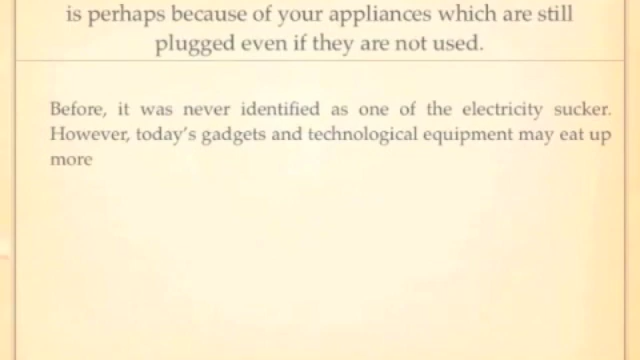 is perhaps because of your appliances which are still
plugged even if they are not used.
Before, it was never identified as one of the electricity sucker.
However, today's gadgets and technological equipment may eat up
more